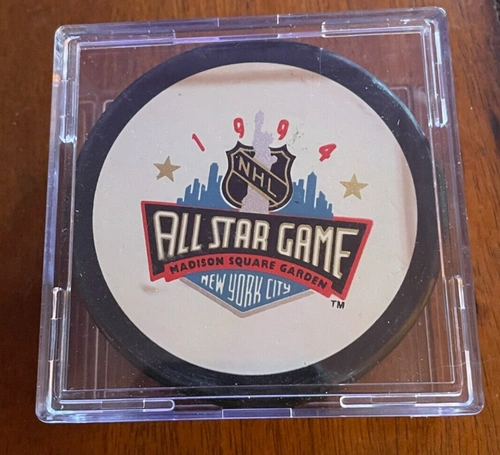 1994
NHL
ALL STAR GAME
MADISON SQUARE GARDEN
NEW YORK CITY
TM